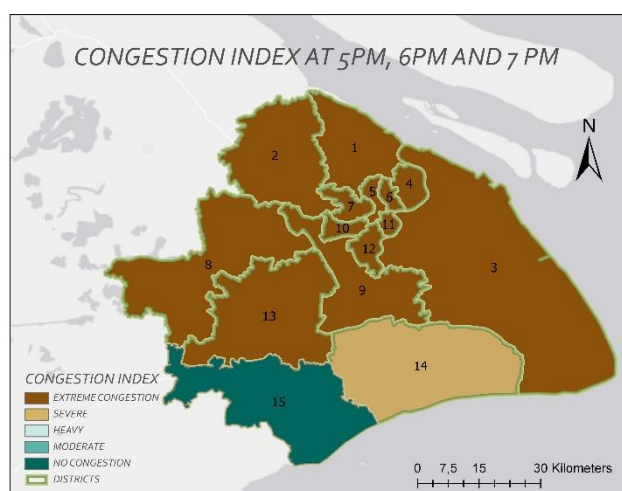 CONGESTION INDEX AT 5PM, 6PM AND 7 PM
N
1
2
4
5
6
7
10
11
12
8
3
9
13
14
15
CONGESTION INDEX
EXTREME CONGESTION
SEVERE
HEAVY
MODERATE
NO CONGESTION
DISTRICTS
0 7,5 15 30 Kilometers